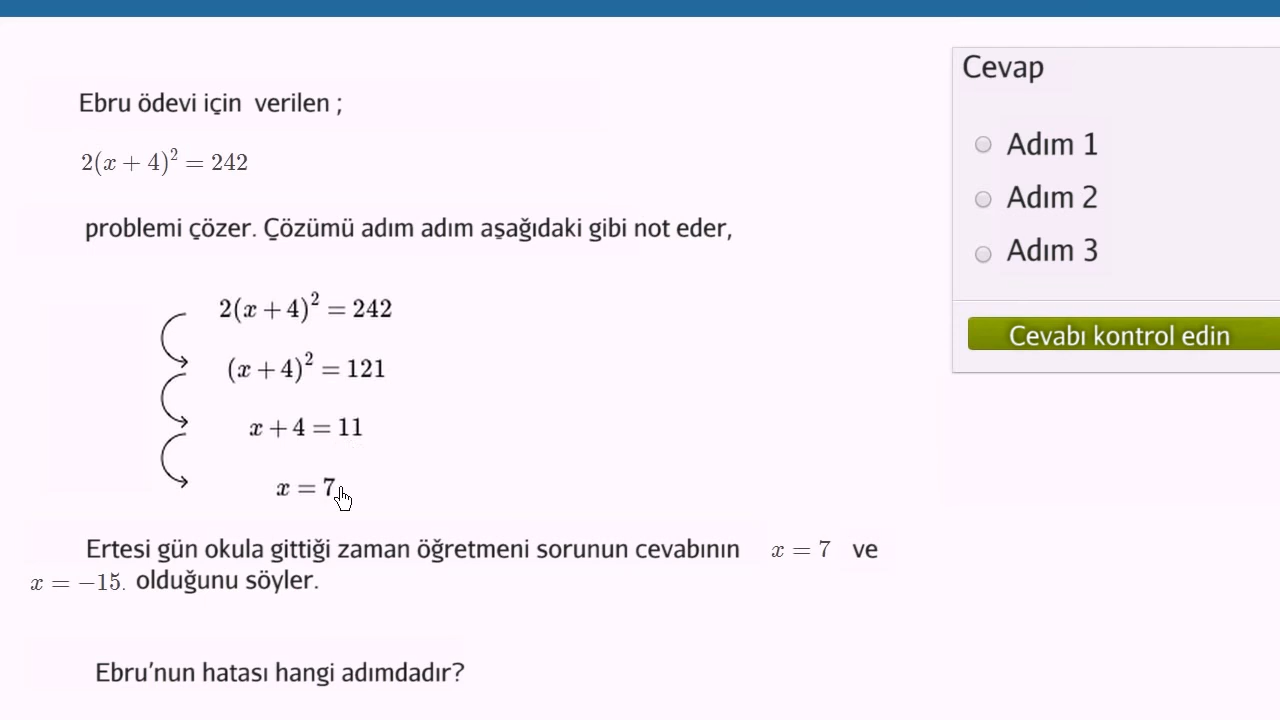 Ebru ödevi için verilen ;
2(x + 4)² = 242
problemi çözer. Çözümü adım adım aşağıdaki gibi not eder,
2(x + 4)² = 242
(x + 4)² = 121
x + 4 = 11
x = 7
Ertesi gün okula gittiği zaman öğretmeni sorunun cevabının x = 7 ve
x = −15. olduğunu söyler.
Ebru’nun hatası hangi adımdadır?
Cevap
Adım 1
Adım 2
Adım 3
Cevabı kontrol edin